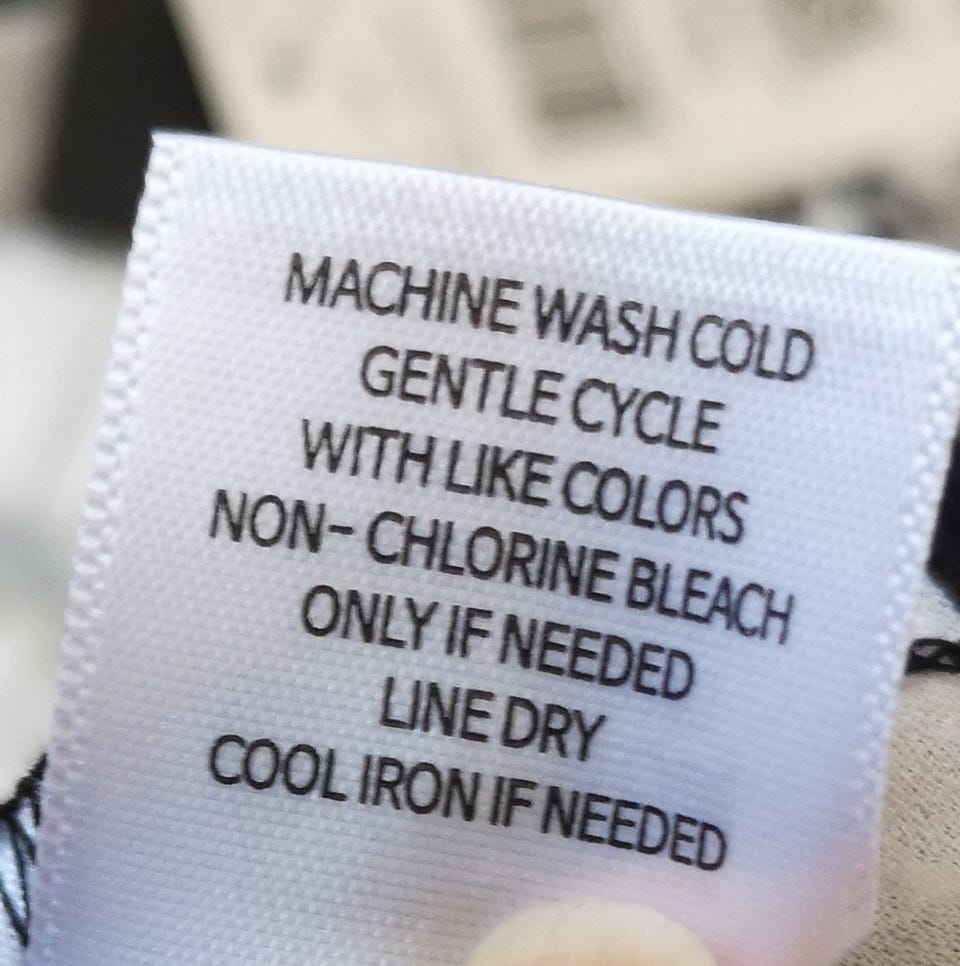 MACHINE WASH COLD
GENTLE CYCLE
WITH LIKE COLORS
NON- CHLORINE BLEACH
ONLY IF NEEDED
LINE DRY
COOL IRON IF NEEDED